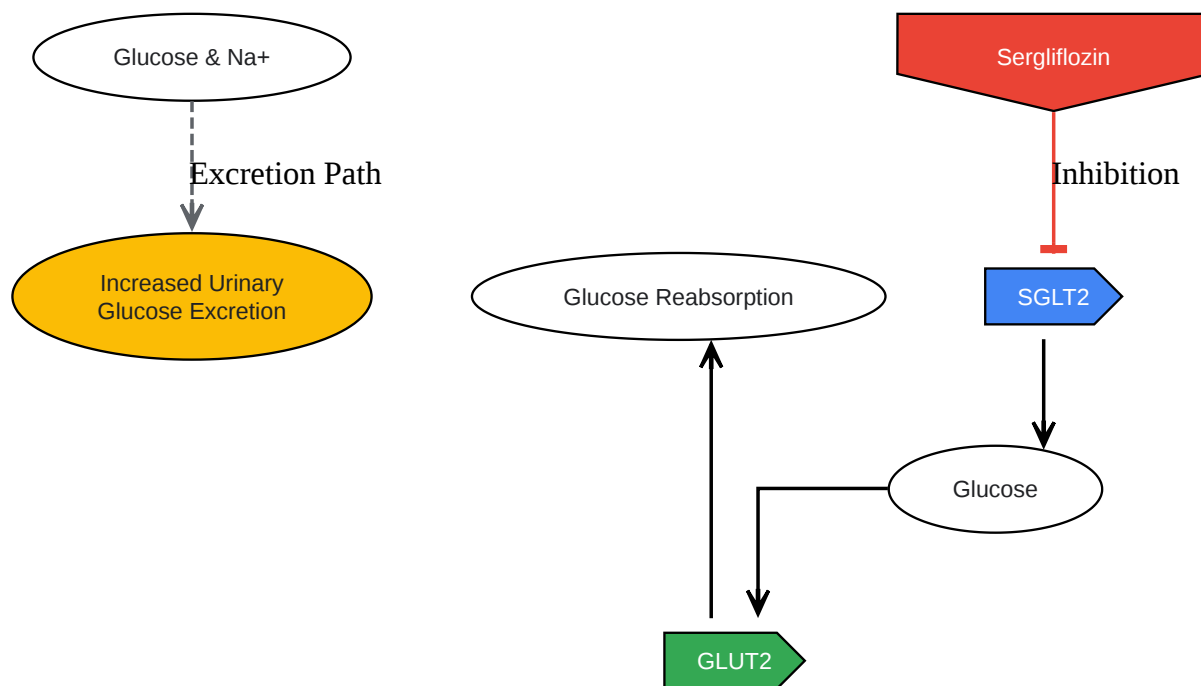 Glucose & Na+
Sergliflozin
Excretion Path
Inhibition
Increased Urinary
Glucose Excretion
Glucose Reabsorption
SGLT2
Glucose
GLUT2